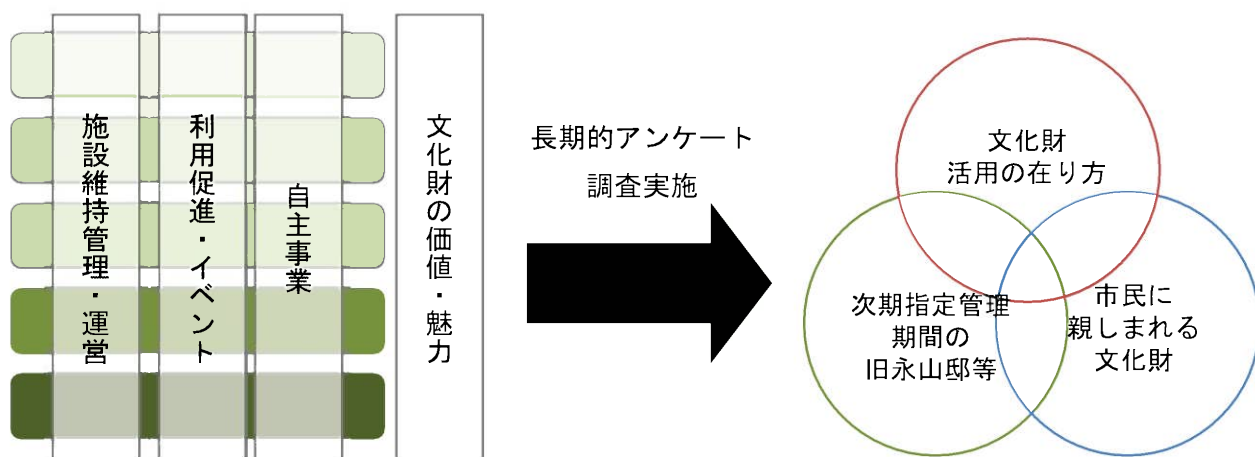 施設維持管理・運営
利用促進・イベント
自主事業
文化財の価値・魅力
長期的アンケート
調査実施
文化財
活用の在り方
次期指定管理
期間の
旧永山邸等
市民に
親しまれる
文化財